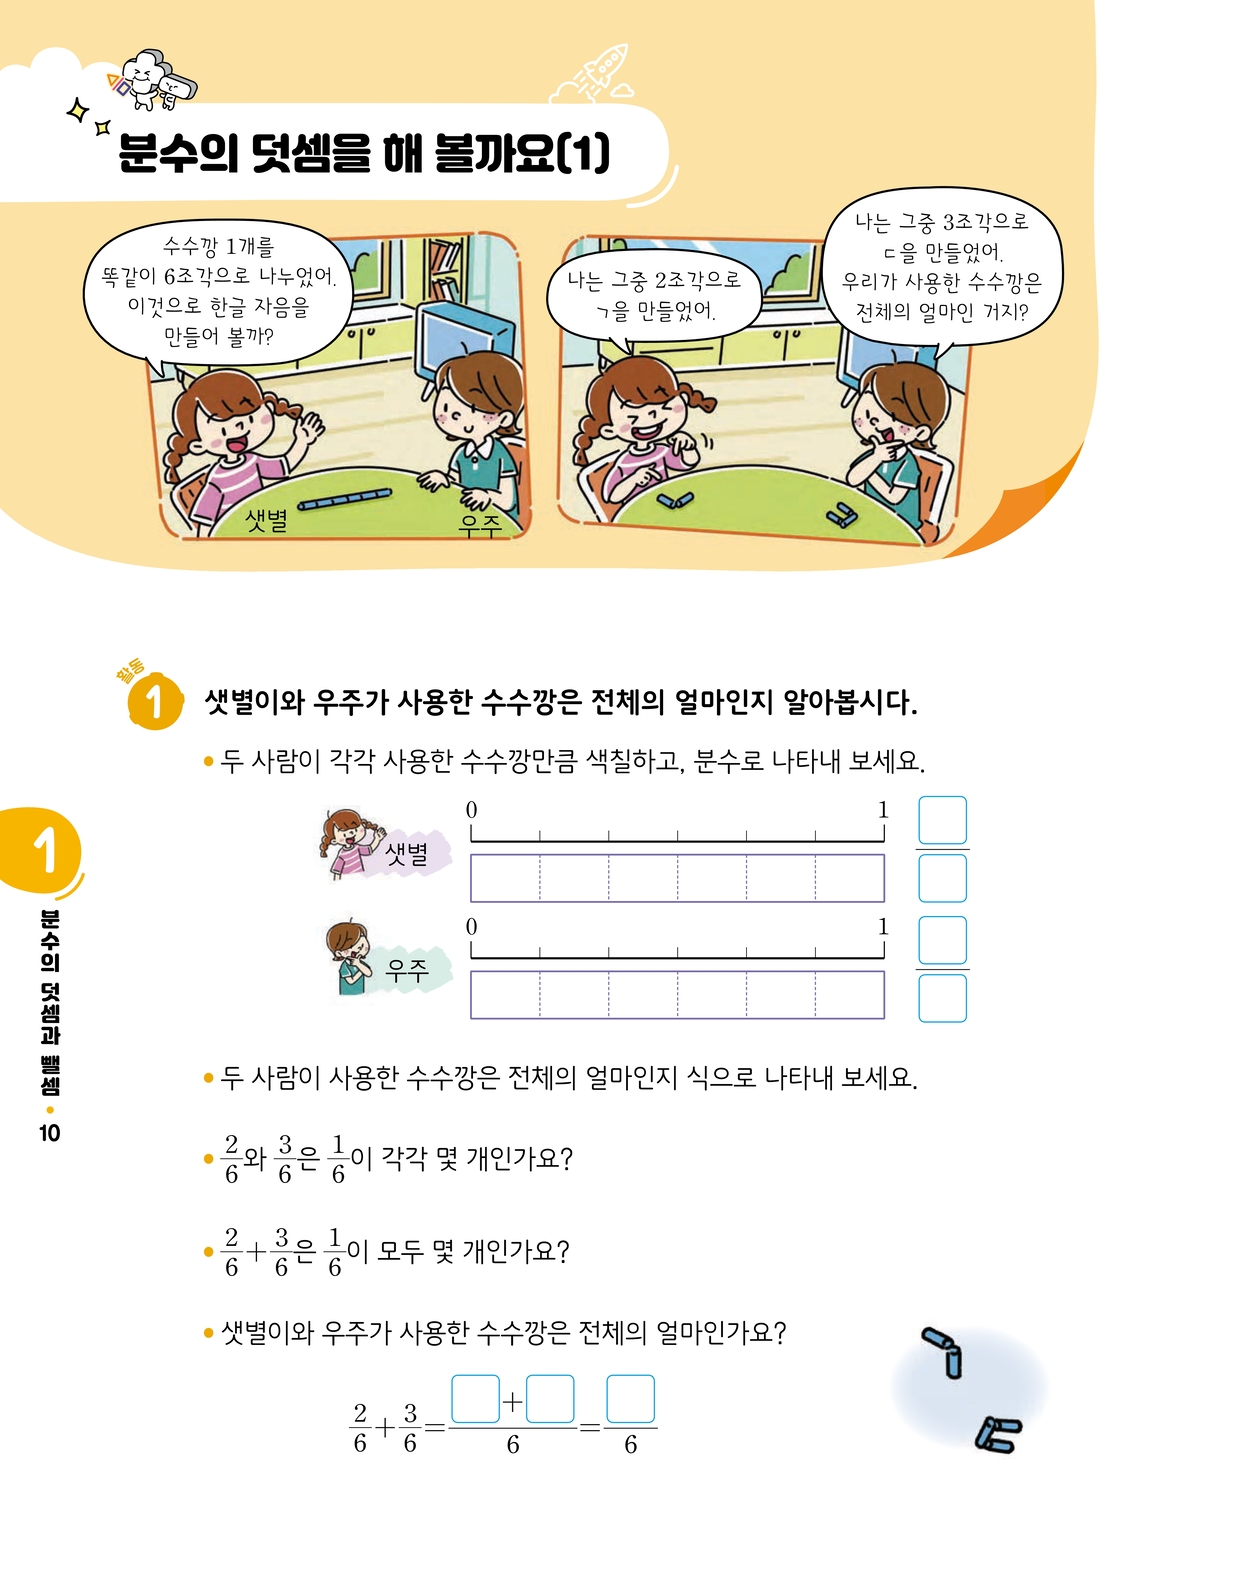 분수의 덧셈을 해 볼까요(1)
수수깡 1개를
똑같이 6조각으로 나누었어.
이것으로 한글 자음을
만들어 볼까?
나는 그중 2조각으로
ㄱ을 만들었어.
나는 그중 3조각으로
ㄷ을 만들었어.
우리가 사용한 수수깡은
전체의 얼마인 거지?
샛별
우주
활동
1 샛별이와 우주가 사용한 수수깡은 전체의 얼마인지 알아봅시다.
• 두 사람이 각각 사용한 수수깡만큼 색칠하고, 분수로 나타내 보세요.
0 1
샛별
0 1
우주
• 두 사람이 사용한 수수깡은 전체의 얼마인지 식으로 나타내 보세요.
• 2/6와 3/6은 1/6이 각각 몇 개인가요?
• 2/6+3/6은 1/6이 모두 몇 개인가요?
• 샛별이와 우주가 사용한 수수깡은 전체의 얼마인가요?
2/6+3/6=□+□/6=□/6
1
분수의 덧셈과 뺄셈 • 10